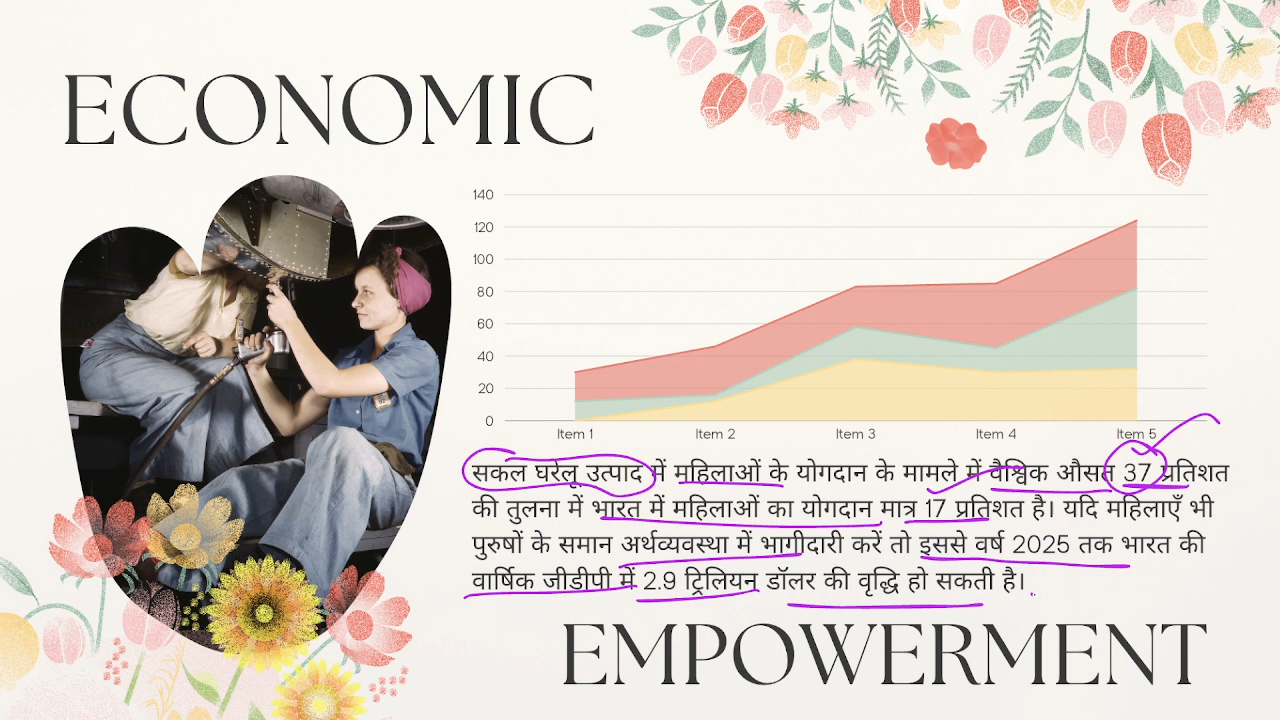 ECONOMIC
140
120
100
80
60
40
20
0
Item 1 Item 2 Item 3 Item 4 Item 5
सकल घरेलू उत्पाद में महिलाओं के योगदान के मामले में वैश्विक औसत 37 प्रतिशत
की तुलना में भारत में महिलाओं का योगदान मात्र 17 प्रतिशत है। यदि महिलाएँ भी
पुरुषों के समान अर्थव्यवस्था में भागीदारी करें तो इससे वर्ष 2025 तक भारत की
वार्षिक जीडीपी में 2.9 ट्रिलियन डॉलर की वृद्धि हो सकती है।
EMPOWERMENT